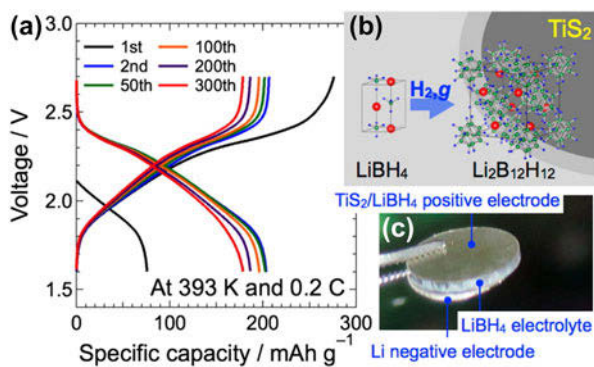 (a)
3.0
2.5
2.0
1.5
Voltage / V
1st
2nd
50th
100th
200th
300th
At 393 K and 0.2 C
0
100
200
300
Specific capacity / mAh g⁻¹
(b)
TiS₂
H₂,g
LiBH₄
Li₂B₁₂H₁₂
TiS₂/LiBH₄ positive electrode
(c)
LiBH₄ electrolyte
Li negative electrode